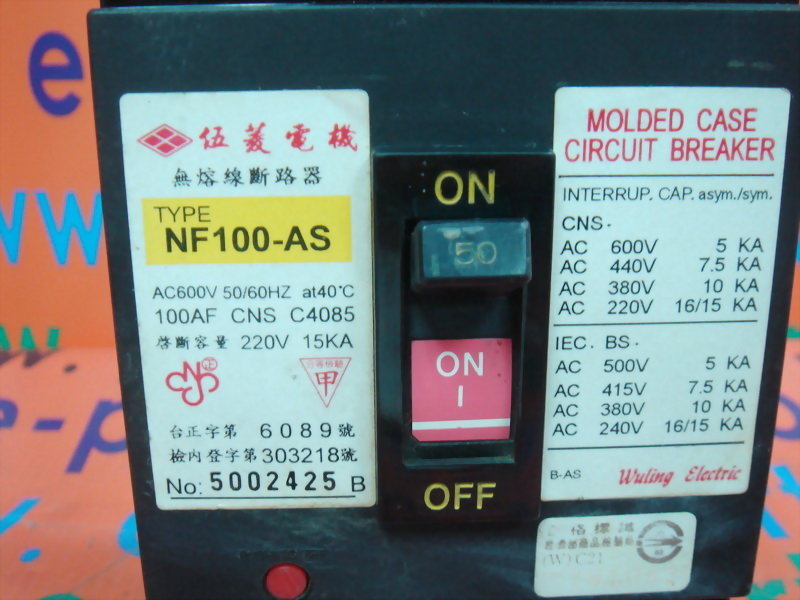 伍菱電機
無熔線斷路器
TYPE
NF100-AS
AC600V 50/60HZ at40°C
100AF CNS C4085
啓斷容量 220V 15KA
正
甲
台正字第 6089號
檢內登字第303218號
No: 5002425 B
ON
50
ON
I
OFF
MOLDED CASE
CIRCUIT BREAKER
INTERRUP. CAP. asym./sym.
CNS.
AC 600V 5 KA
AC 440V 7.5 KA
AC 380V 10 KA
AC 220V 16/15 KA
IEC. BS.
AC 500V 5 KA
AC 415V 7.5 KA
AC 380V 10 KA
AC 240V 16/15 KA
B-AS Wuling Electric
(W) C21